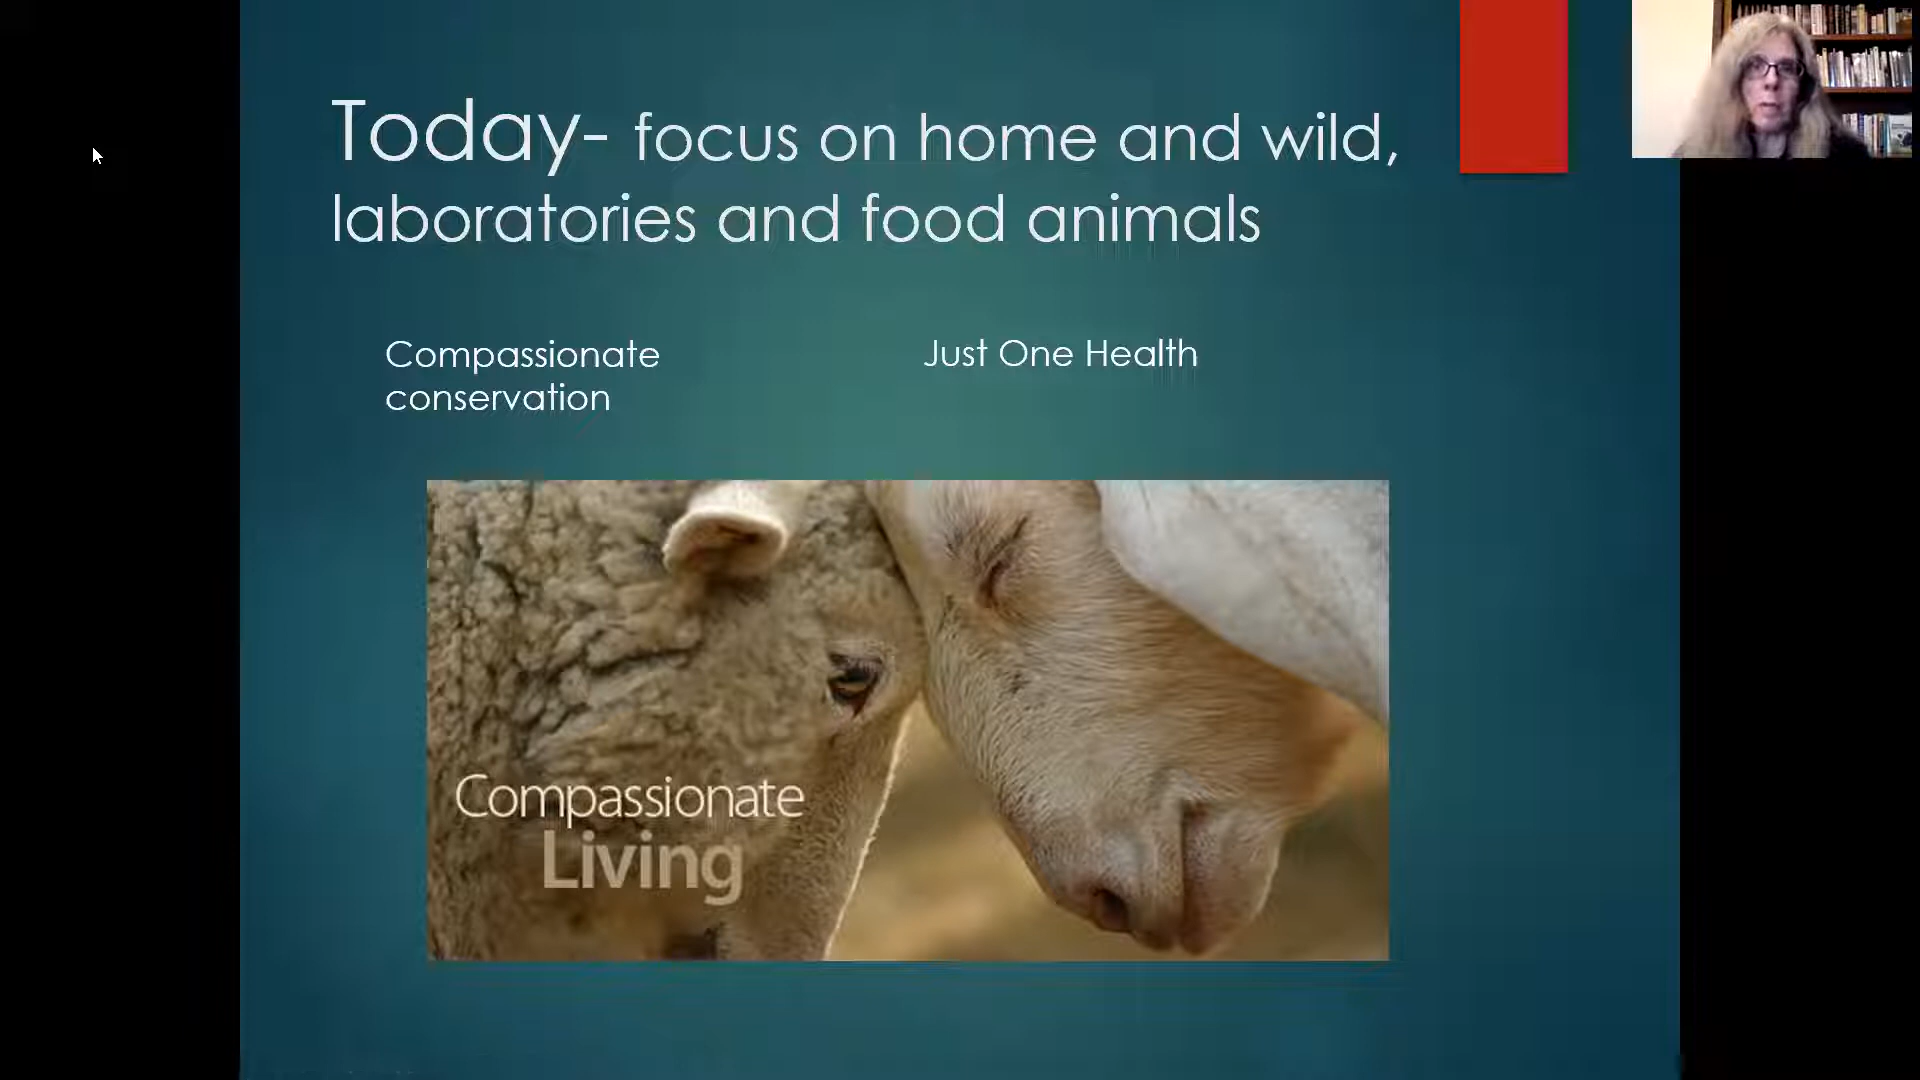 Today- focus on home and wild,
laboratories and food animals
Compassionate
conservation
Just One Health
Compassionate
Living